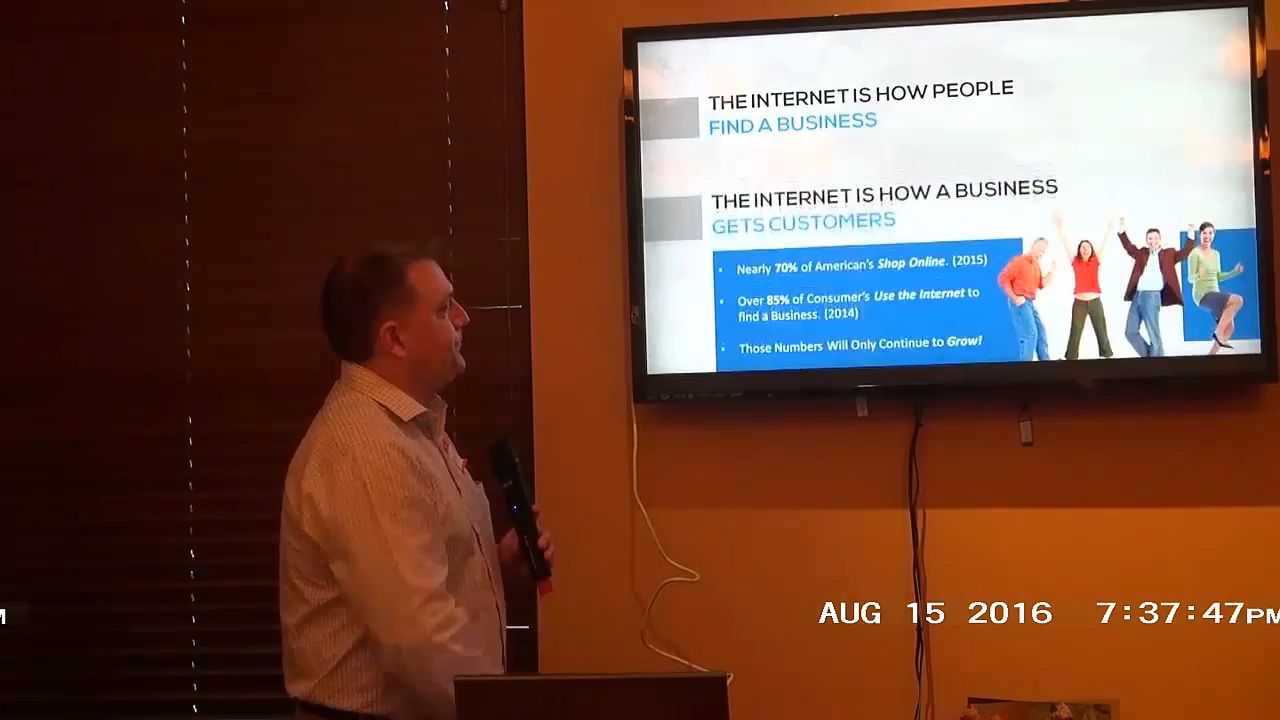 THE INTERNET IS HOW PEOPLE
FIND A BUSINESS
THE INTERNET IS HOW A BUSINESS
GETS CUSTOMERS
• Nearly 70% of American's Shop Online. (2015)
• Over 85% of Consumer's Use the Internet to
find a Business. (2014)
• Those Numbers Will Only Continue to Grow!
M
AUG 15 2016 7:37:47PM